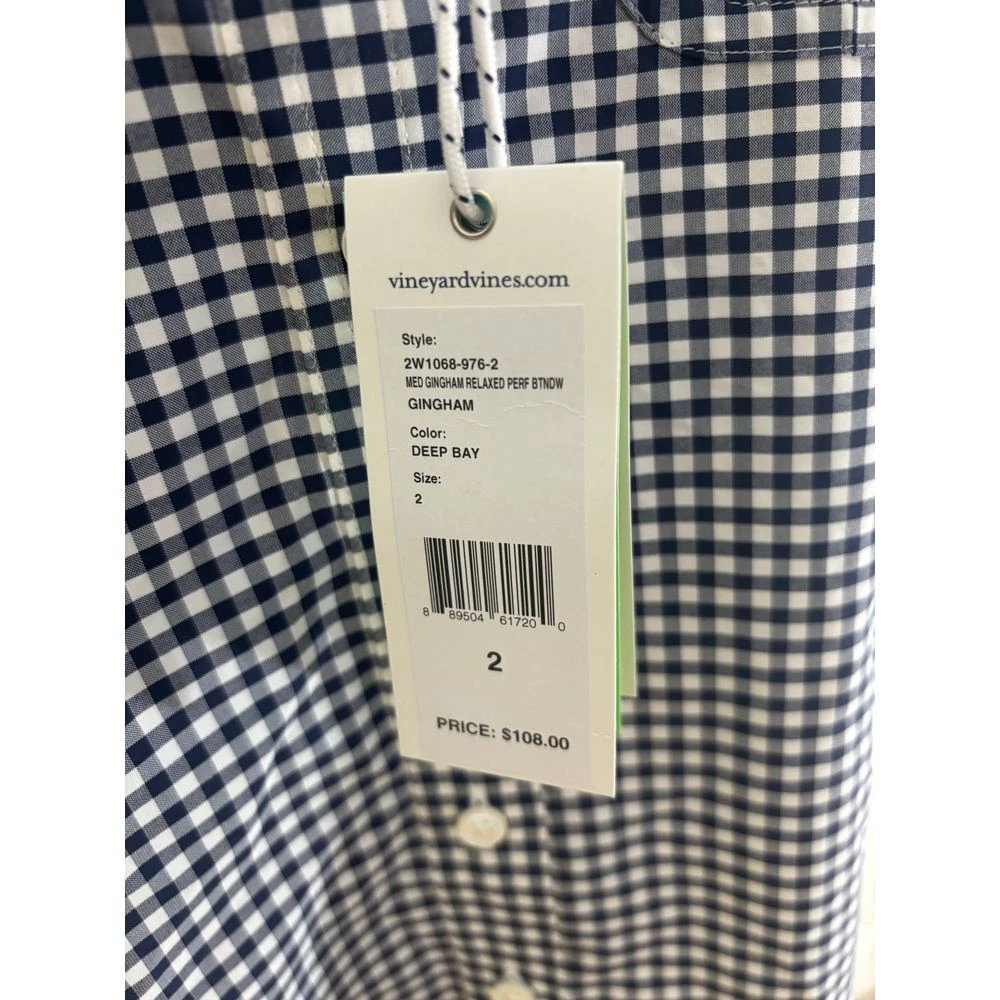 vineyardvines.com
Style:
2W1068-976-2
MED GINGHAM RELAXED PERF BTNDW
GINGHAM
Color:
DEEP BAY
Size:
2
8 89504 61720 0
2
PRICE: $108.00